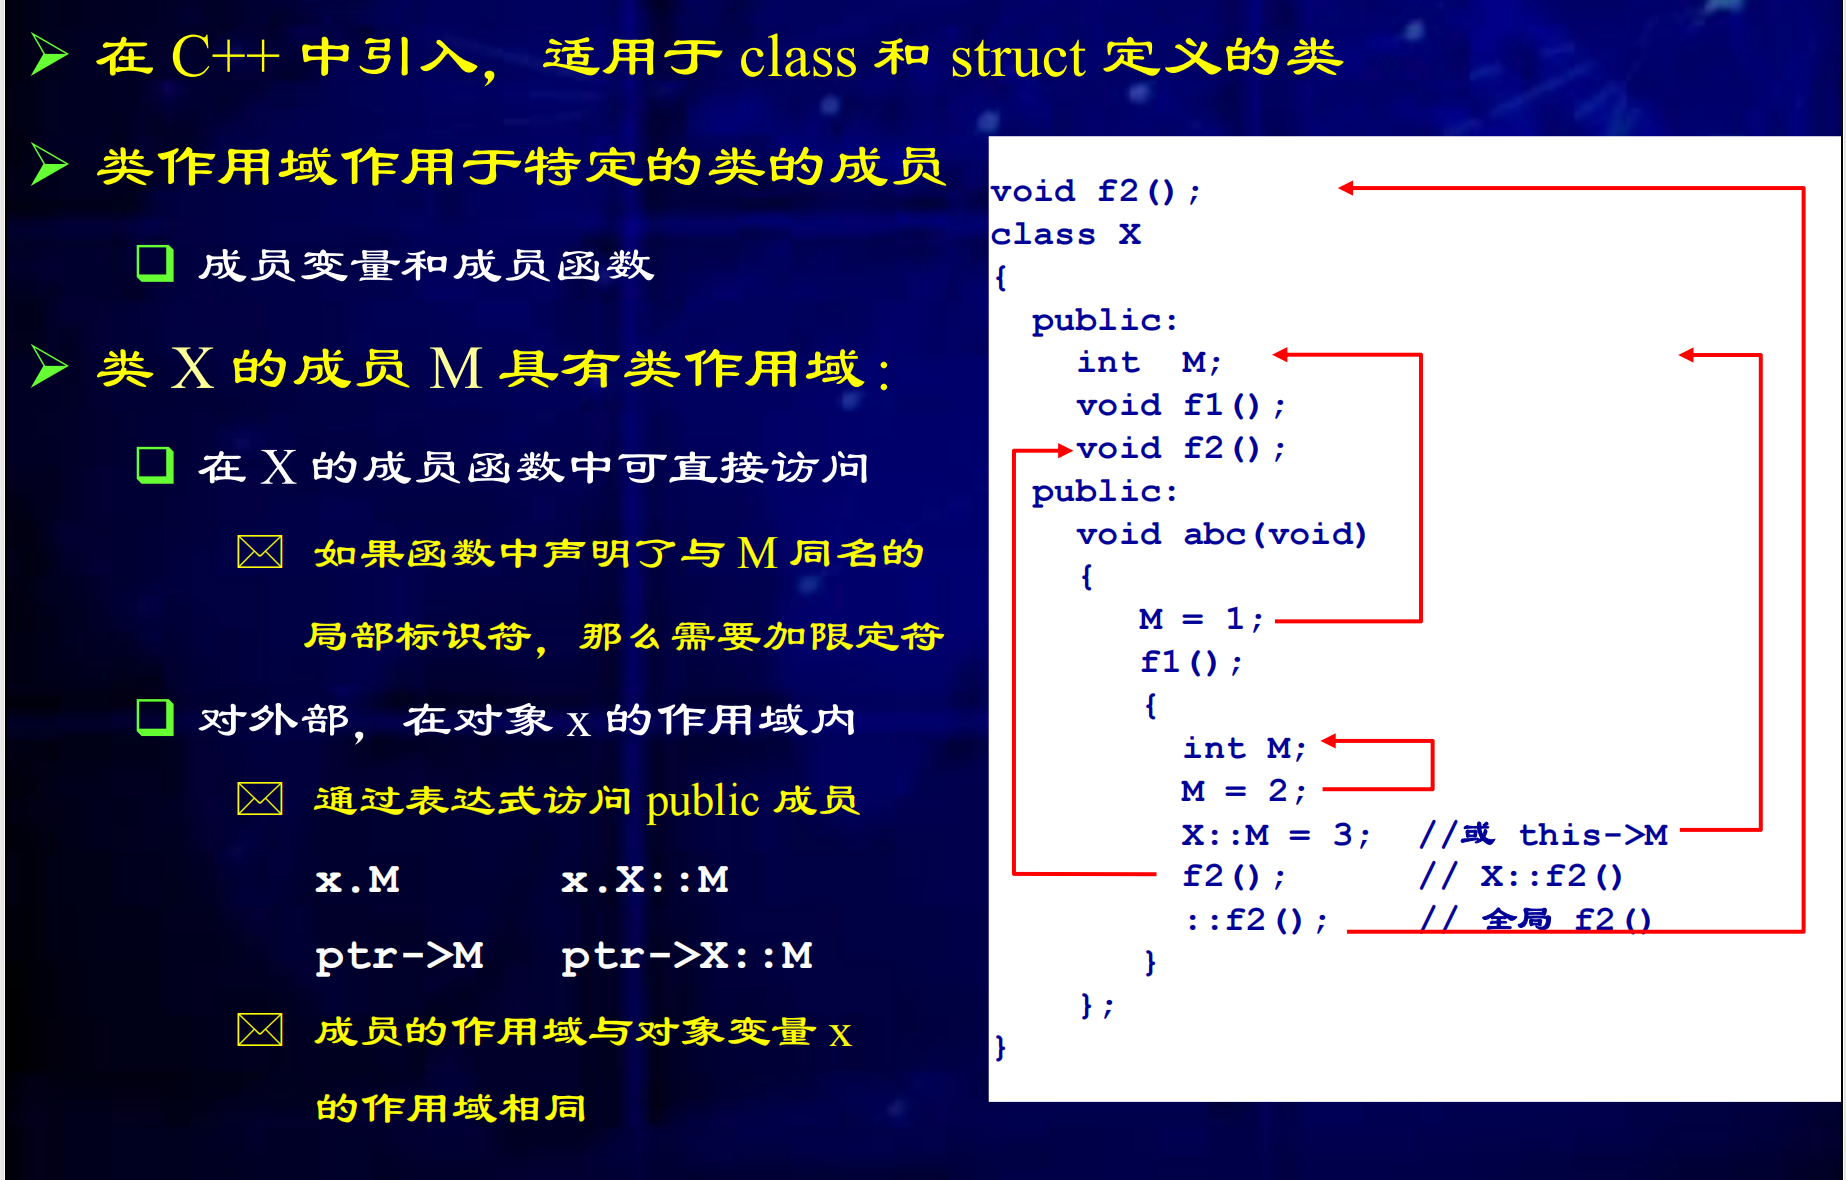 在 C++ 中引入，适用于 class 和 struct 定义的类
类作用域作用于特定的类的成员
成员变量和成员函数
类 X 的成员 M 具有类作用域：
在 X 的成员函数中可直接访问
如果函数中声明了与 M 同名的
局部标识符，那么需要加限定符
对外部，在对象 x 的作用域内
通过表达式访问 public 成员
x.M x.X::M
ptr->M ptr->X::M
成员的作用域与对象变量 x
的作用域相同
void f2();
class X
{
public:
int M;
void f1();
void f2();
public:
void abc(void)
{
M = 1;
f1();
{
int M;
M = 2;
X::M = 3; //或 this->M
f2(); // X::f2()
::f2(); // 全局 f2()
}
};
}